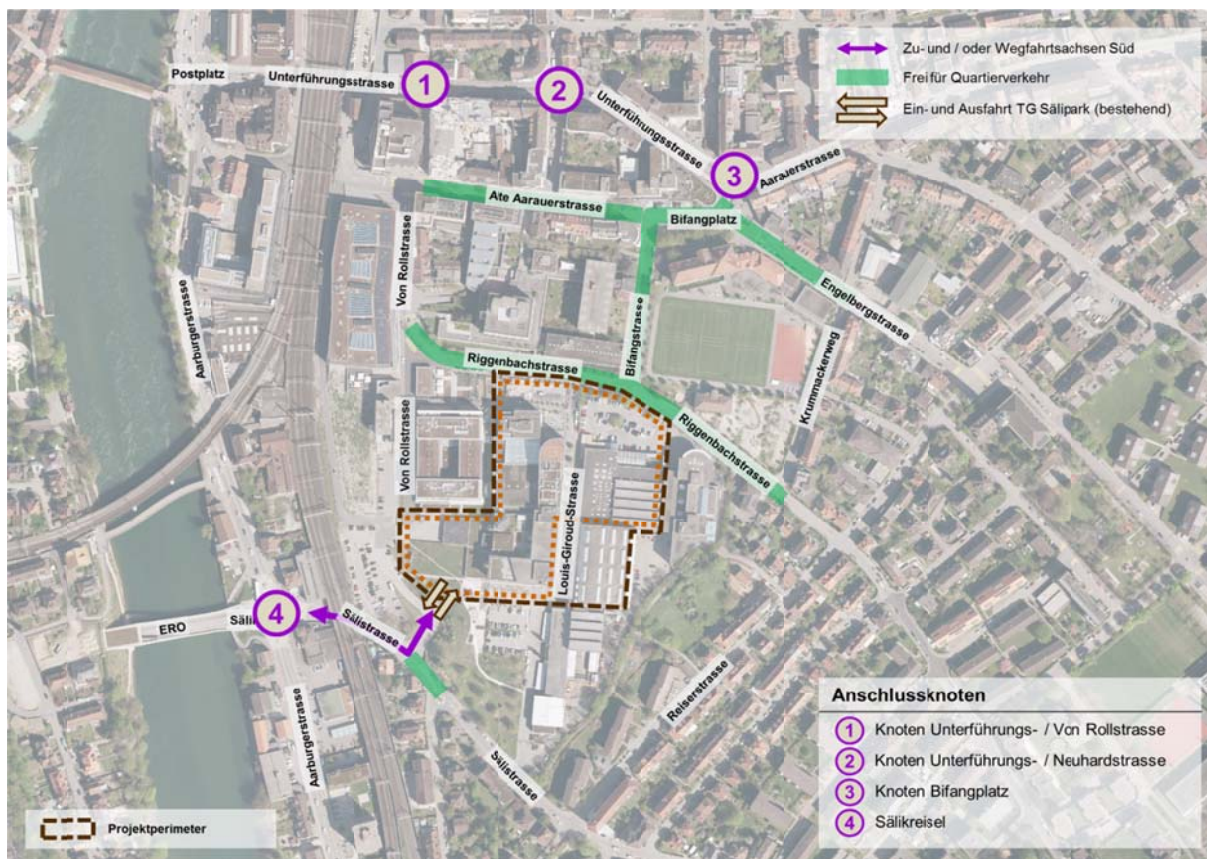 Zu- und / oder Wegfahrtsachsen Süd
Frei für Quartierverkehr
Ein- und Ausfahrt TG Sälipark (bestehend)
Postplatz
Unterführungsstrasse
1
2
Unterführungsstrasse
3
Aarauerstrasse
Ate Aarauerstrasse
Bifangplatz
Von Rollstrasse
Aarburgerstrasse
Engelbergstrasse
Bifangstrasse
Krummackerweg
Riggenbachstrasse
Riggenbachstrasse
Von Rollstrasse
Louis-Giroud-Strasse
4
ERO
Sälistrasse
Reiserstrasse
Aarburgerstrasse
Sälistrasse
Anschlussknoten
1 Knoten Unterführungs- / Von Rollstrasse
2 Knoten Unterführungs- / Neuhardstrasse
3 Knoten Bifangplatz
4 Sälikreisel
Projektperimeter